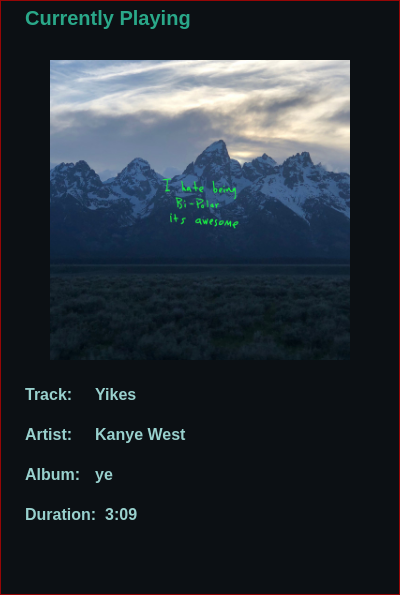 Currently Playing
I hate being
Bi-Polar
its awesome
Track: Yikes
Artist: Kanye West
Album: ye
Duration: 3:09